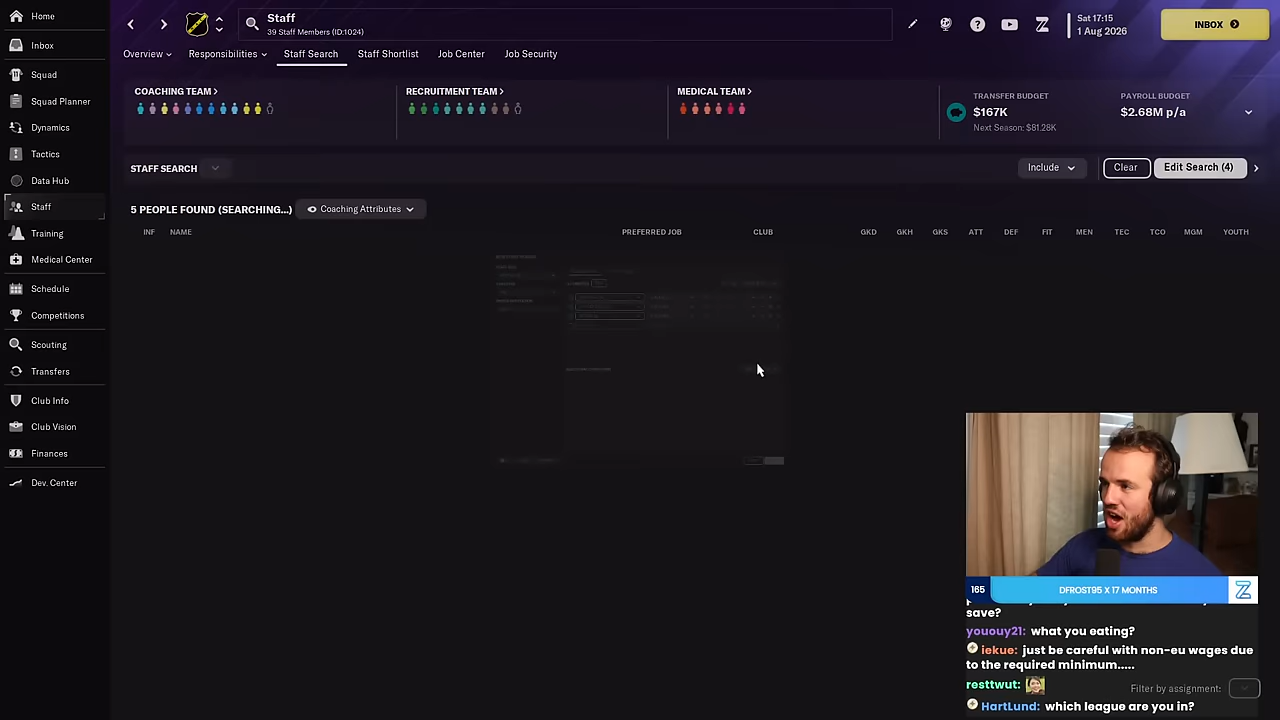 Home
Inbox
Squad
Squad Planner
Dynamics
Tactics
Data Hub
Staff
Training
Medical Center
Schedule
Competitions
Scouting
Transfers
Club Info
Club Vision
Finances
Dev. Center
Staff
39 Staff Members (ID:1024)
Sat 17:15
1 Aug 2026
INBOX
Overview
Responsibilities
Staff Search
Staff Shortlist
Job Center
Job Security
COACHING TEAM
RECRUITMENT TEAM
MEDICAL TEAM
TRANSFER BUDGET
$167K
Next Season: $81.28K
PAYROLL BUDGET
$2.68M p/a
STAFF SEARCH
Include
Clear
Edit Search (4)
5 PEOPLE FOUND (SEARCHING...)
Coaching Attributes
INF NAME PREFERRED JOB CLUB GKD GKH GKS ATT DEF FIT MEN TEC TCO MGM YOUTH
165 DFROST95 X 17 MONTHS
save?
yououy21: what you eating?
iekue: just be careful with non-eu wages due
to the required minimum.....
resttwut:
Filter by assignment:
HartLund: which league are you in?